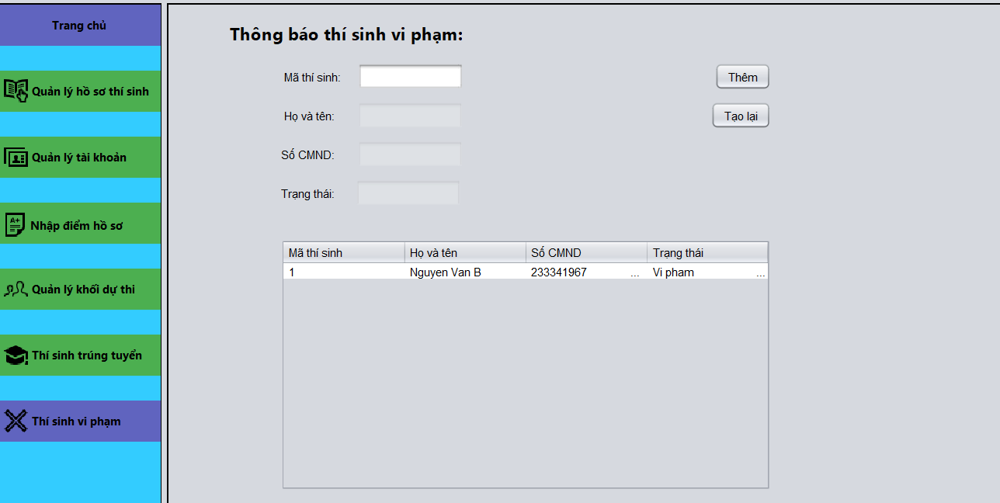 Trang chủ
Quản lý hồ sơ thí sinh
Quản lý tài khoản
A+
Nhập điểm hồ sơ
Quản lý khối dự thi
Thí sinh trúng tuyển
Thí sinh vi phạm
Thông báo thí sinh vi phạm:
Mã thí sinh:
Thêm
Họ và tên:
Tạo lại
Số CMND:
Trạng thái:
Mã thí sinh Họ và tên Số CMND Trạng thái
1 Nguyen Van B 233341967 ... Vi pham ...